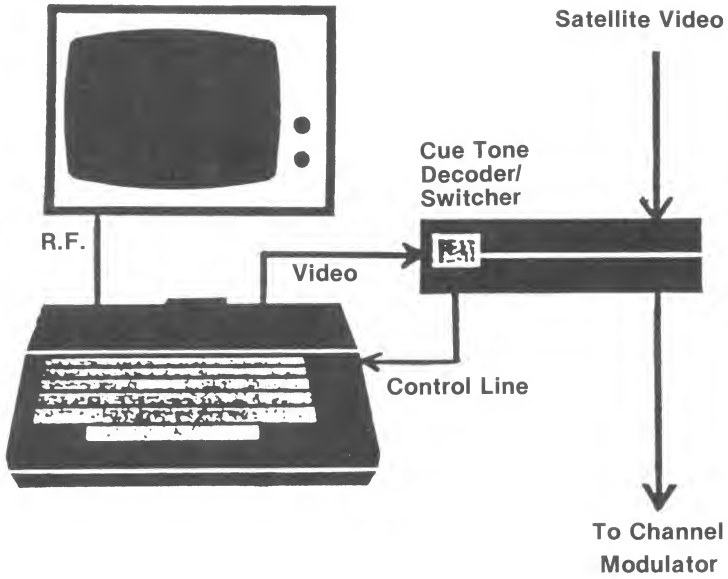 Satellite Video
Cue Tone
Decoder/
Switcher
R.F.
Video
Control Line
To Channel
Modulator